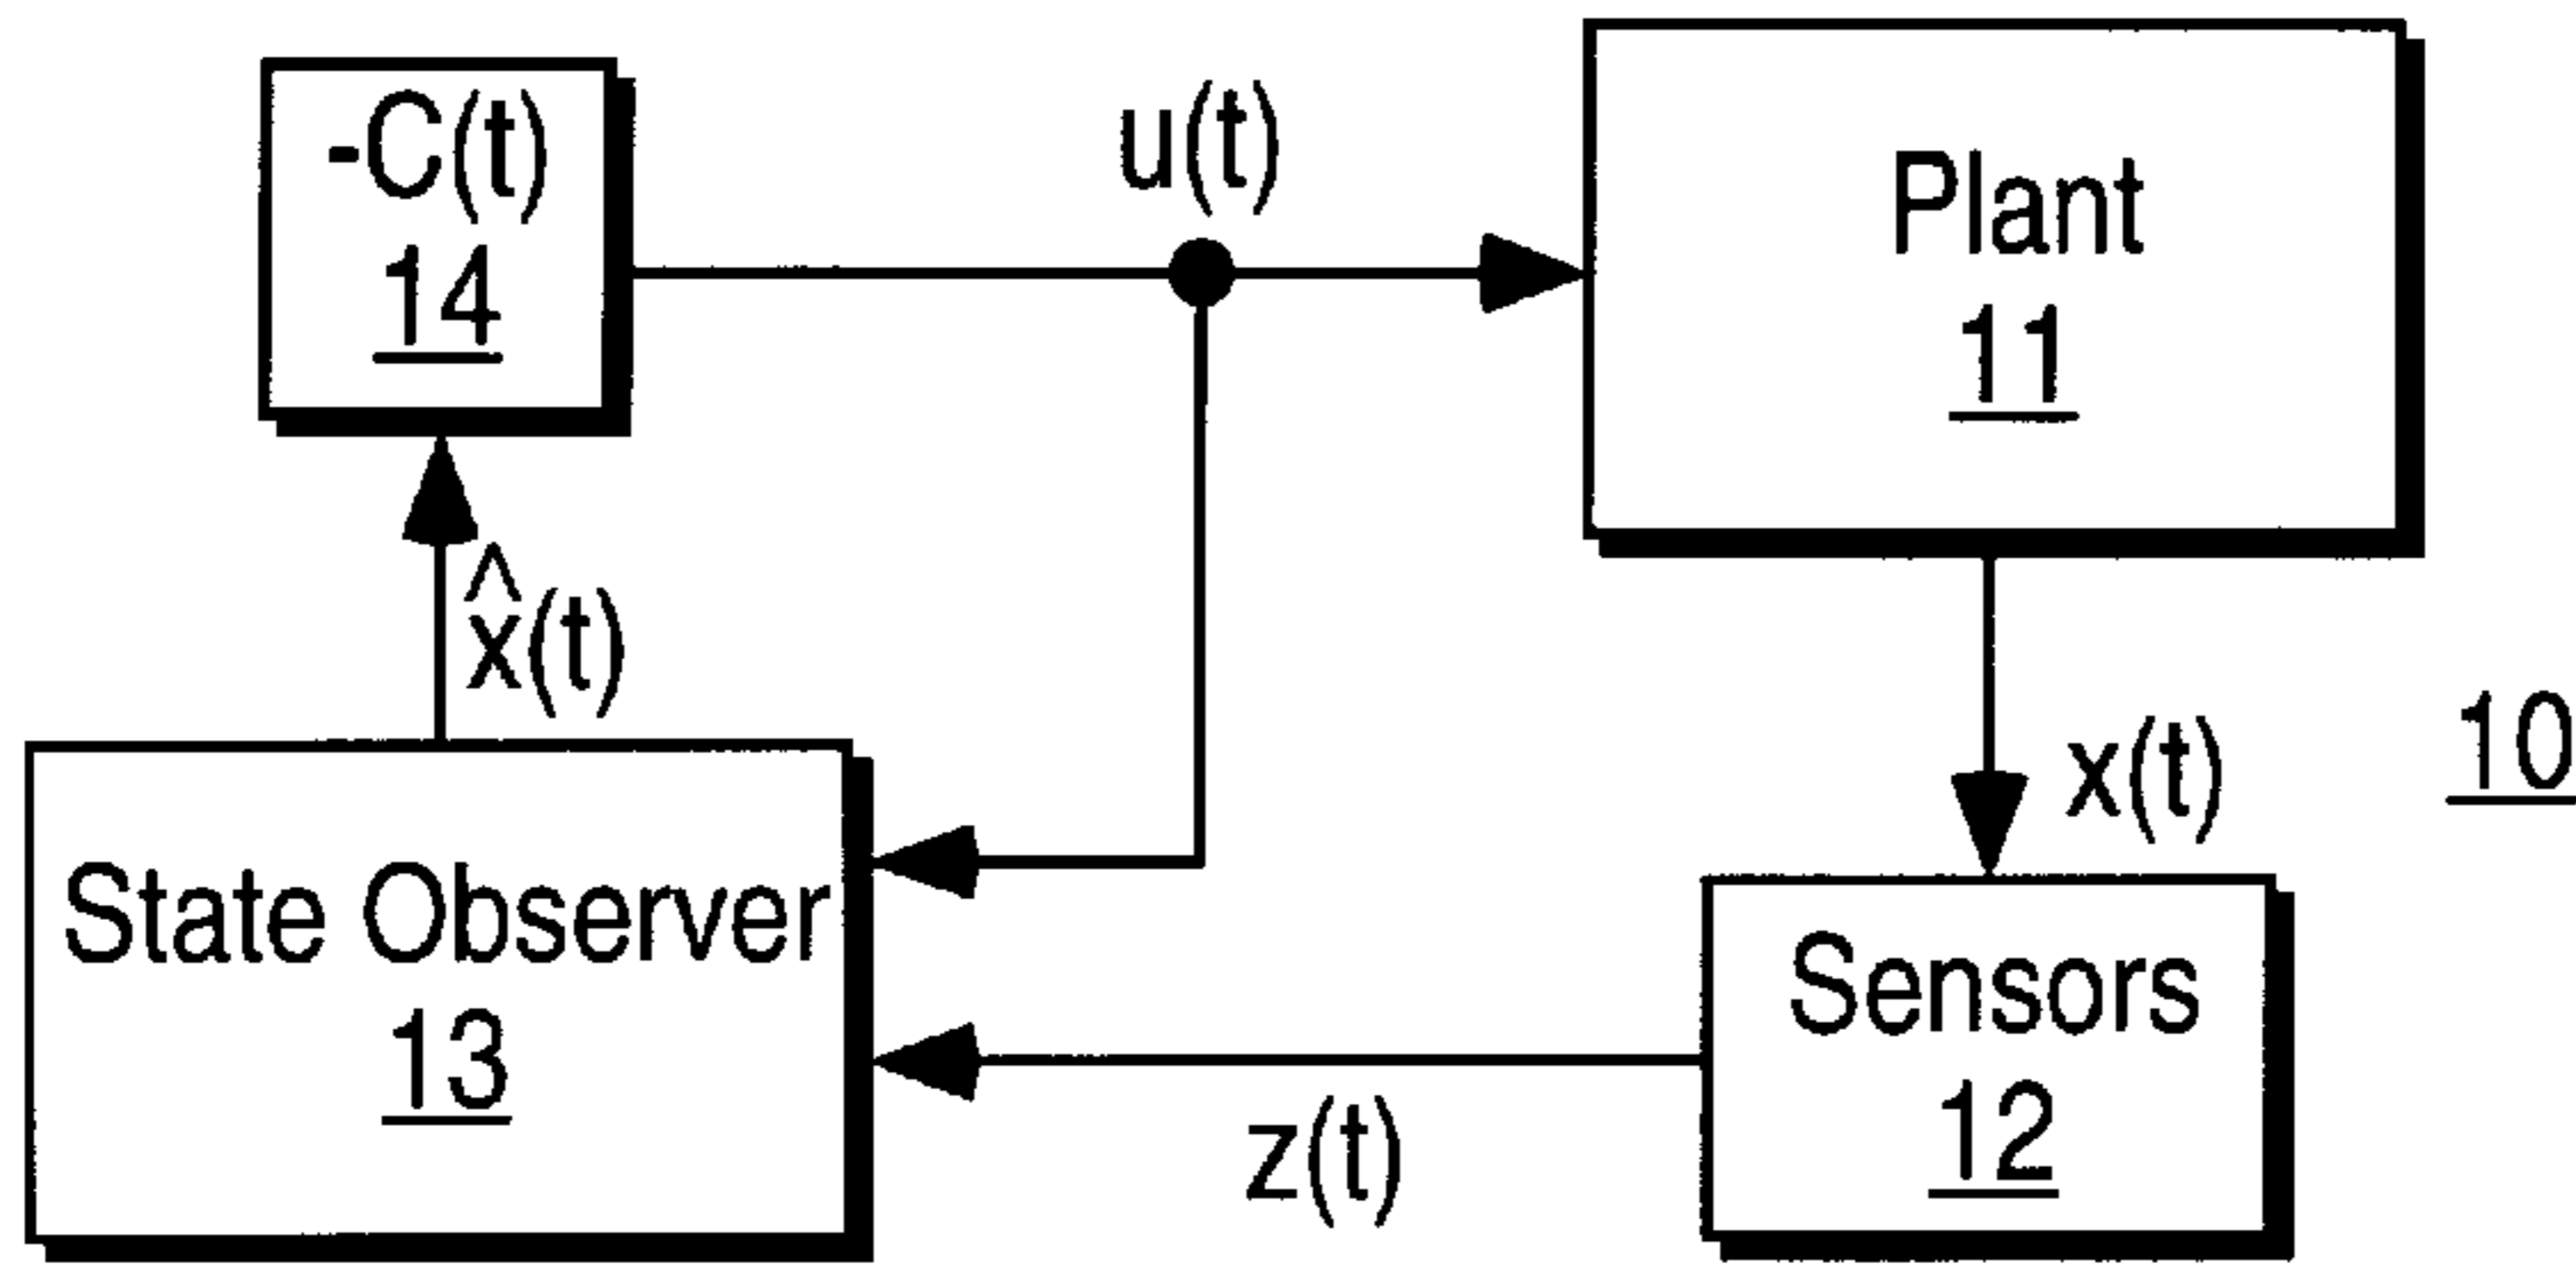 -C(t)
14
u(t)
Plant
11
x̂(t)
x(t)
10
State Observer
13
Sensors
12
z(t)